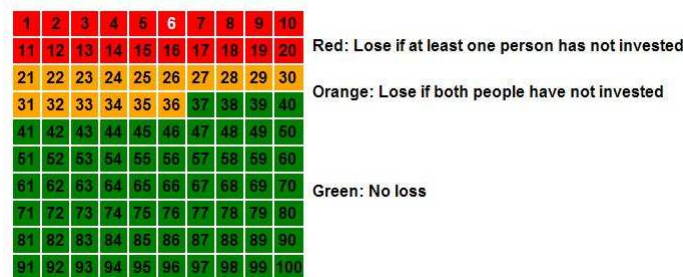 1 2 3 4 5 6 7 8 9 10
11 12 13 14 15 16 17 18 19 20
Red: Lose if at least one person has not invested
21 22 23 24 25 26 27 28 29 30
Orange: Lose if both people have not invested
31 32 33 34 35 36 37 38 39 40
41 42 43 44 45 46 47 48 49 50
51 52 53 54 55 56 57 58 59 60
61 62 63 64 65 66 67 68 69 70
Green: No loss
71 72 73 74 75 76 77 78 79 80
81 82 83 84 85 86 87 88 89 90
91 92 93 94 95 96 97 98 99 100